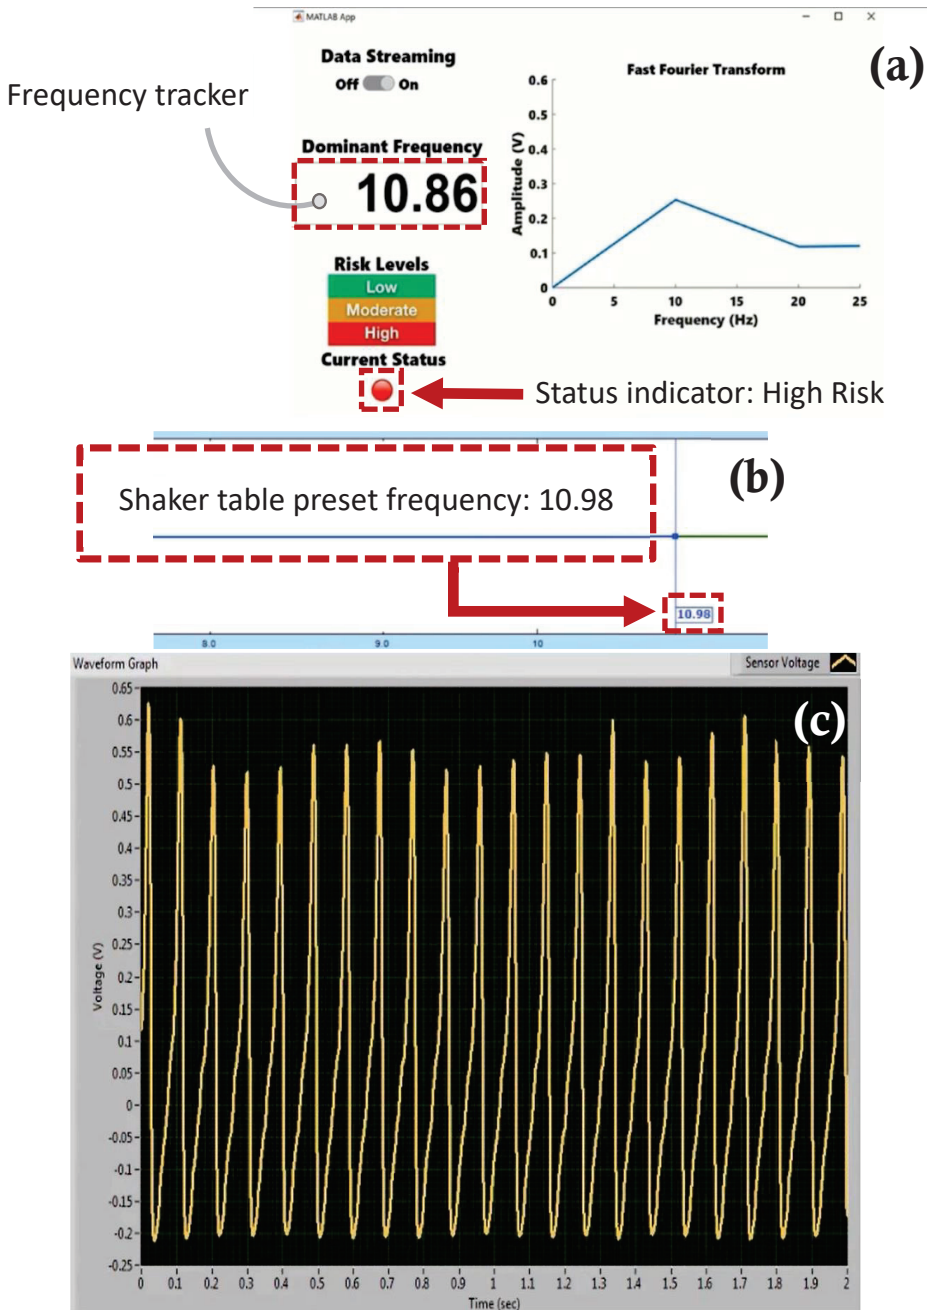 MATLAB App
(a)
Data Streaming
Off On
Frequency tracker
Dominant Frequency
10.86
Risk Levels
Low
Moderate
High
Current Status
Status indicator: High Risk
Fast Fourier Transform
Amplitude (V)
0.6
0.5
0.4
0.3
0.2
0.1
0
0 5 10 15 20 25
Frequency (Hz)
(b)
Shaker table preset frequency: 10.98
10.98
8.0 9.0 10
Waveform Graph
Sensor Voltage
(c)
Voltage (V)
0.65
0.6
0.55
0.5
0.45
0.4
0.35
0.3
0.25
0.2
0.15
0.1
0.05
0
-0.05
-0.1
-0.15
-0.2
-0.25
0 0.1 0.2 0.3 0.4 0.5 0.6 0.7 0.8 0.9 1 1.1 1.2 1.3 1.4 1.5 1.6 1.7 1.8 1.9 2
Time (sec)